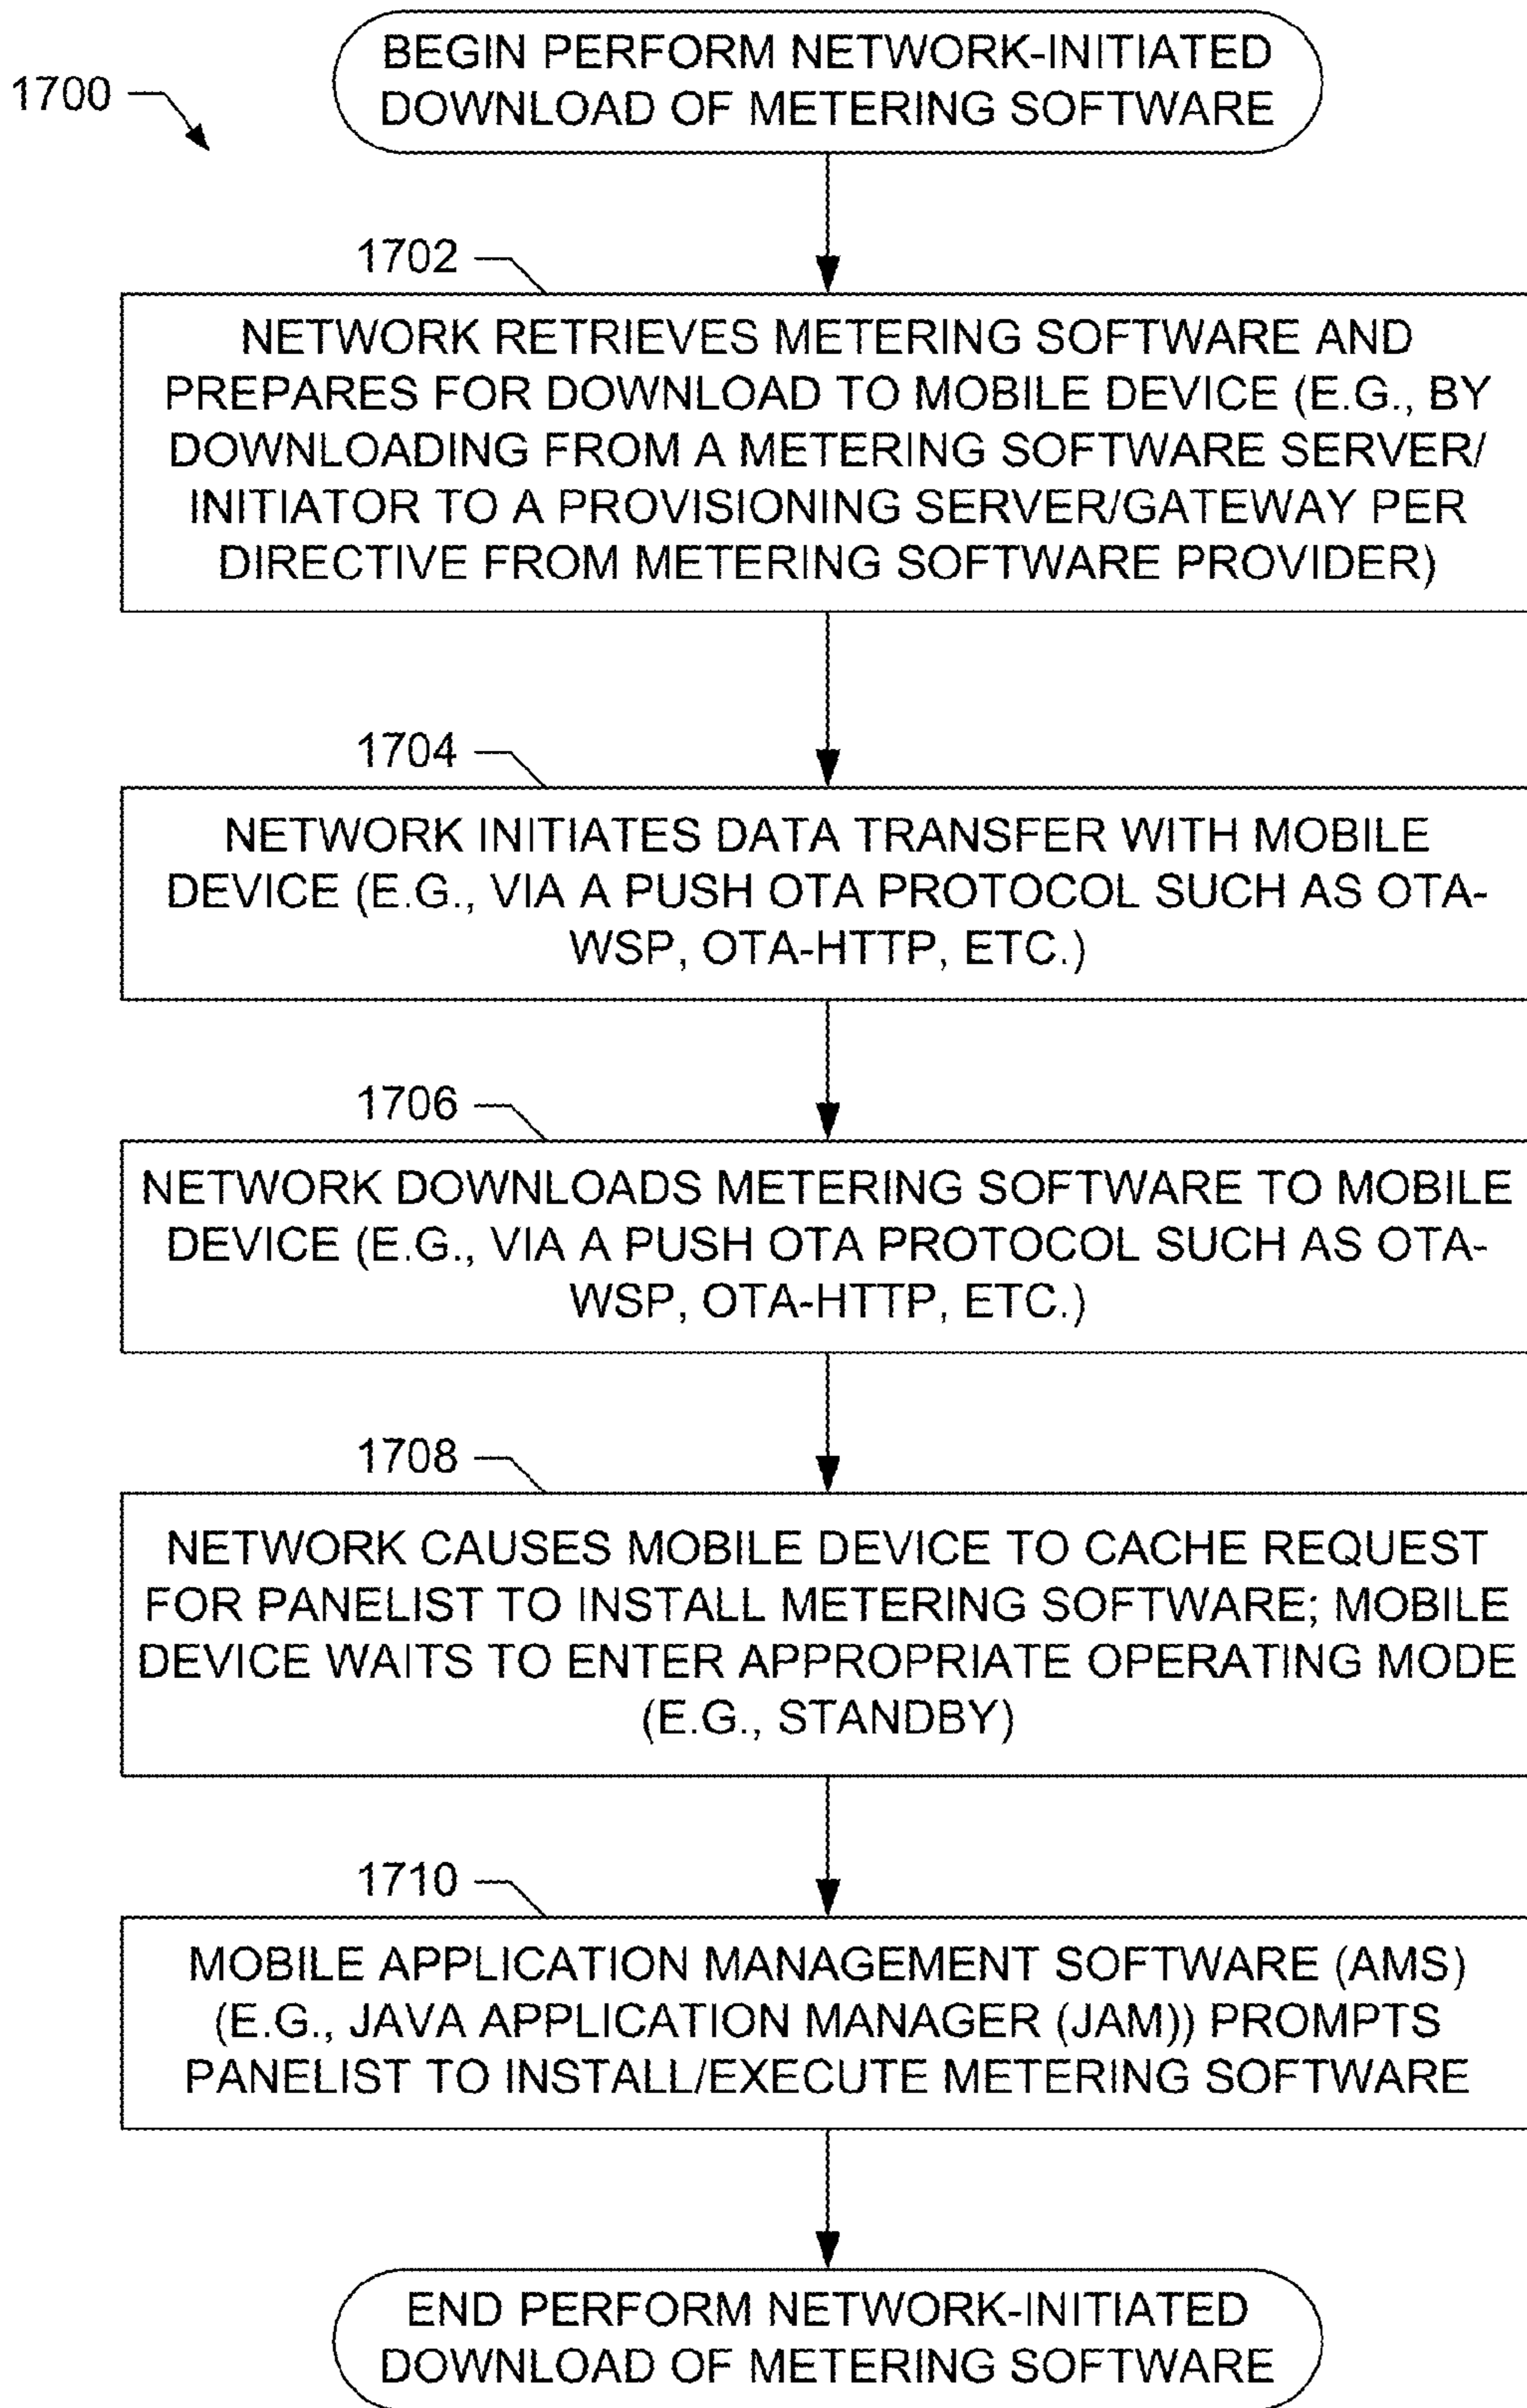 BEGIN PERFORM NETWORK-INITIATED
DOWNLOAD OF METERING SOFTWARE
1700
1702
NETWORK RETRIEVES METERING SOFTWARE AND
PREPARES FOR DOWNLOAD TO MOBILE DEVICE (E.G., BY
DOWNLOADING FROM A METERING SOFTWARE SERVER/
INITIATOR TO A PROVISIONING SERVER/GATEWAY PER
DIRECTIVE FROM METERING SOFTWARE PROVIDER)
1704
NETWORK INITIATES DATA TRANSFER WITH MOBILE
DEVICE (E.G., VIA A PUSH OTA PROTOCOL SUCH AS OTA-
WSP, OTA-HTTP, ETC.)
1706
NETWORK DOWNLOADS METERING SOFTWARE TO MOBILE
DEVICE (E.G., VIA A PUSH OTA PROTOCOL SUCH AS OTA-
WSP, OTA-HTTP, ETC.)
1708
NETWORK CAUSES MOBILE DEVICE TO CACHE REQUEST
FOR PANELIST TO INSTALL METERING SOFTWARE; MOBILE
DEVICE WAITS TO ENTER APPROPRIATE OPERATING MODE
(E.G., STANDBY)
1710
MOBILE APPLICATION MANAGEMENT SOFTWARE (AMS)
(E.G., JAVA APPLICATION MANAGER (JAM)) PROMPTS
PANELIST TO INSTALL/EXECUTE METERING SOFTWARE
END PERFORM NETWORK-INITIATED
DOWNLOAD OF METERING SOFTWARE